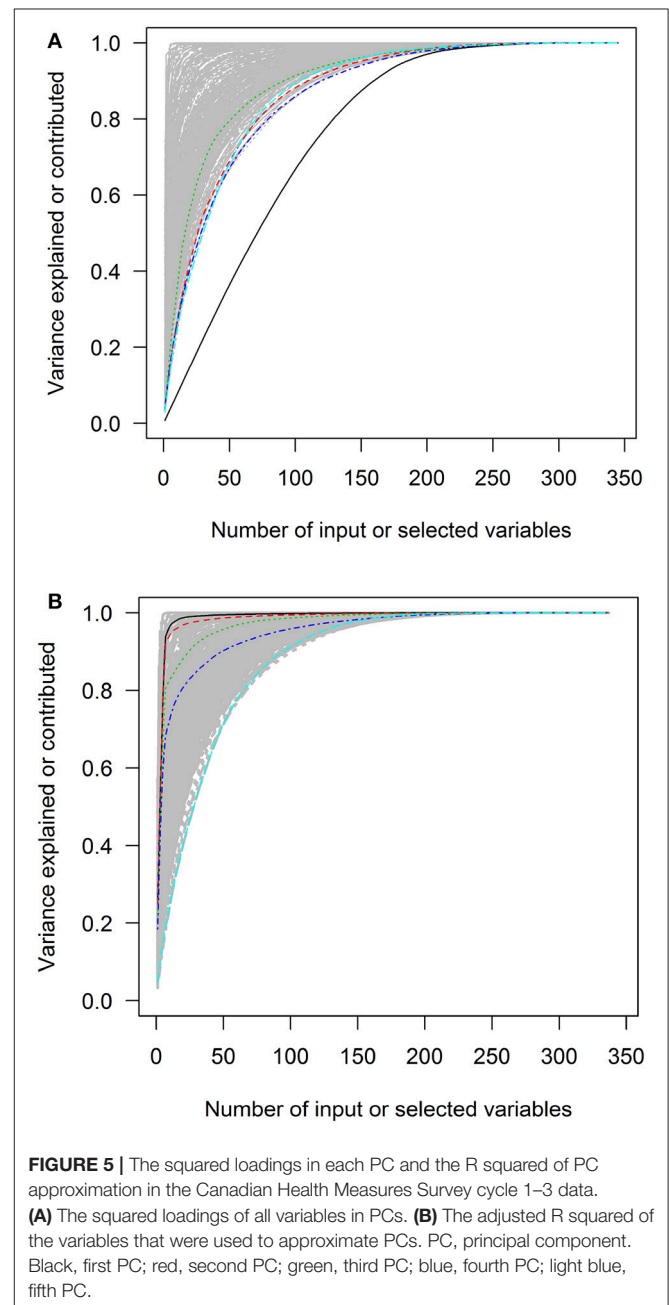 A
Variance explained or contributed
1.0
0.8
0.6
0.4
0.2
0.0
0 50 100 150 200 250 300 350
Number of input or selected variables
B
Variance explained or contributed
1.0
0.8
0.6
0.4
0.2
0.0
0 50 100 150 200 250 300 350
Number of input or selected variables
FIGURE 5 | The squared loadings in each PC and the R squared of PC
approximation in the Canadian Health Measures Survey cycle 1–3 data.
(A) The squared loadings of all variables in PCs. (B) The adjusted R squared of
the variables that were used to approximate PCs. PC, principal component.
Black, first PC; red, second PC; green, third PC; blue, fourth PC; light blue,
fifth PC.